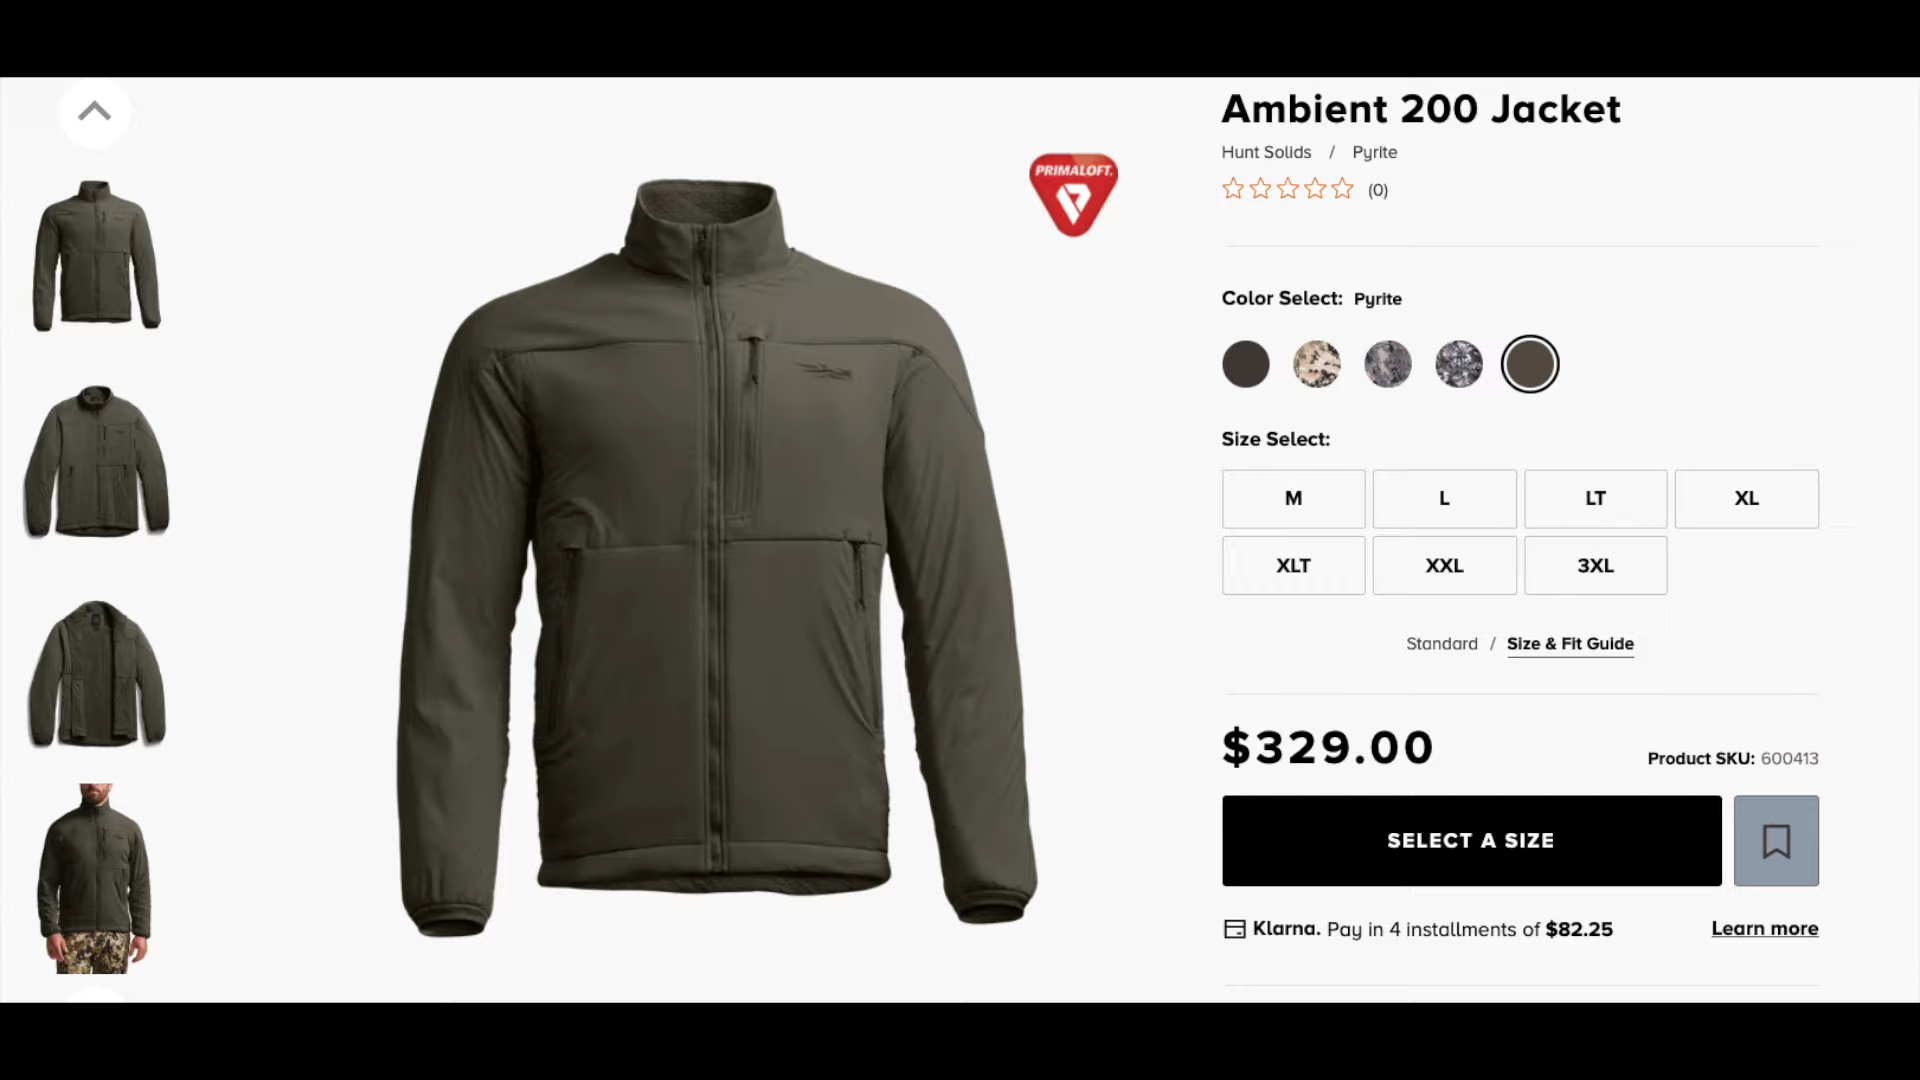 Ambient 200 Jacket
Hunt Solids / Pyrite
(0)
PRIMALOFT.
Color Select: Pyrite
Size Select:
M L LT XL
XLT XXL 3XL
Standard / Size & Fit Guide
$329.00
Product SKU: 600413
SELECT A SIZE
Klarna. Pay in 4 installments of $82.25 Learn more